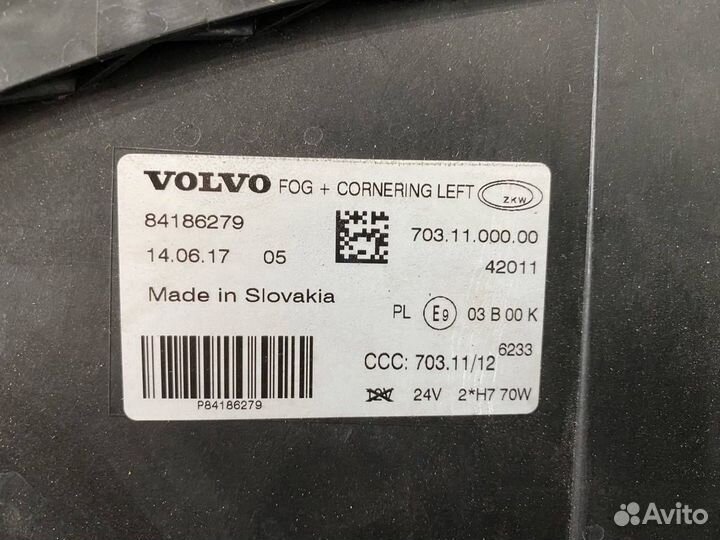 VOLVO FOG + CORNERING LEFT ZKW
84186279
703.11.000.00
14.06.17 05
42011
Made in Slovakia
PL E9 03 B 00 K
6233
CCC: 703.11/12
12V 24V 2*H7 70W
P84186279
Avito